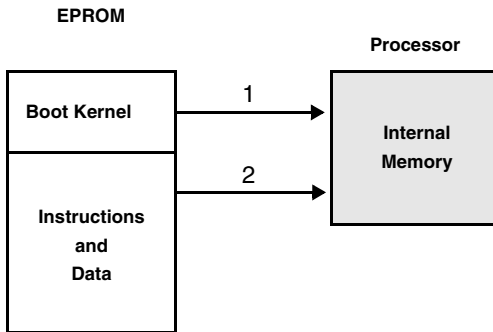 EPROM
Processor
Boot Kernel
1
Internal
Memory
2
Instructions
and
Data